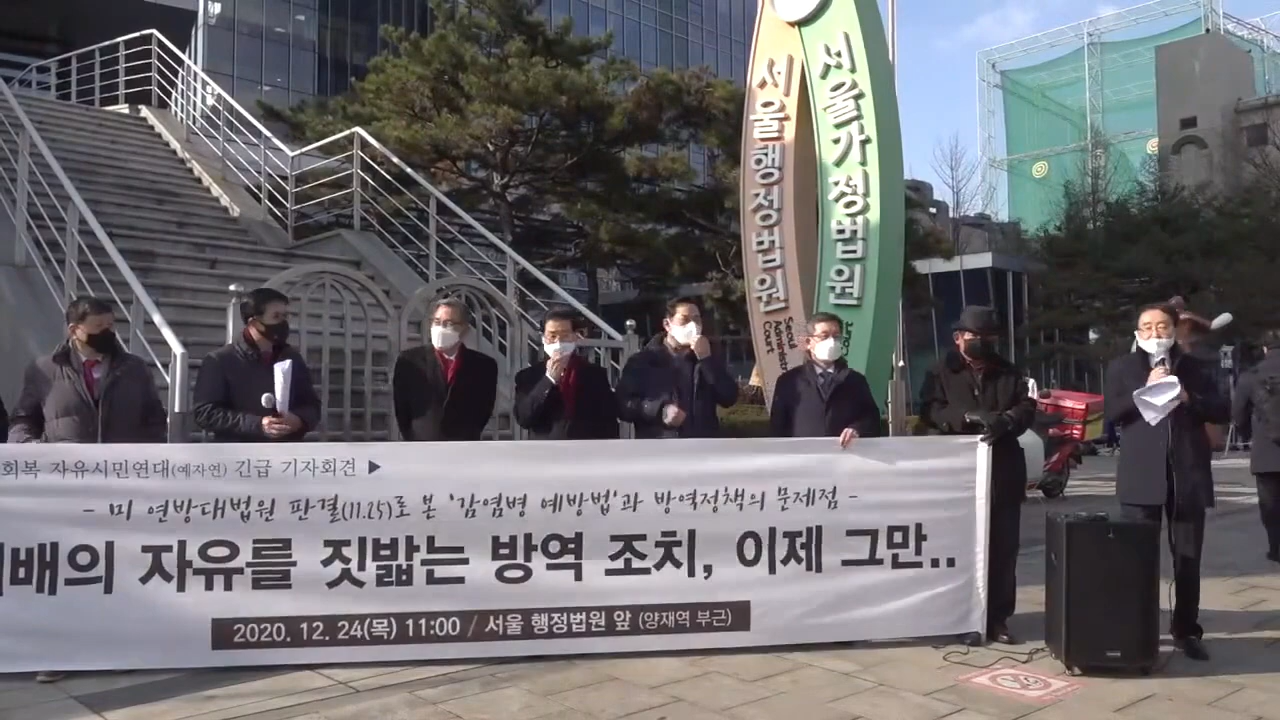 서울행정법원
Seoul
Court
서울가정법원
회복 자유시민연대(예자연) 긴급 기자회견 ▶
- 미 연방대법원 판결(11.25)로 본 '감염병 예방법'과 방역정책의 문제점 -
배의 자유를 짓밟는 방역 조치, 이제 그만..
2020. 12. 24(목) 11:00 / 서울 행정법원 앞 (양재역 부근)